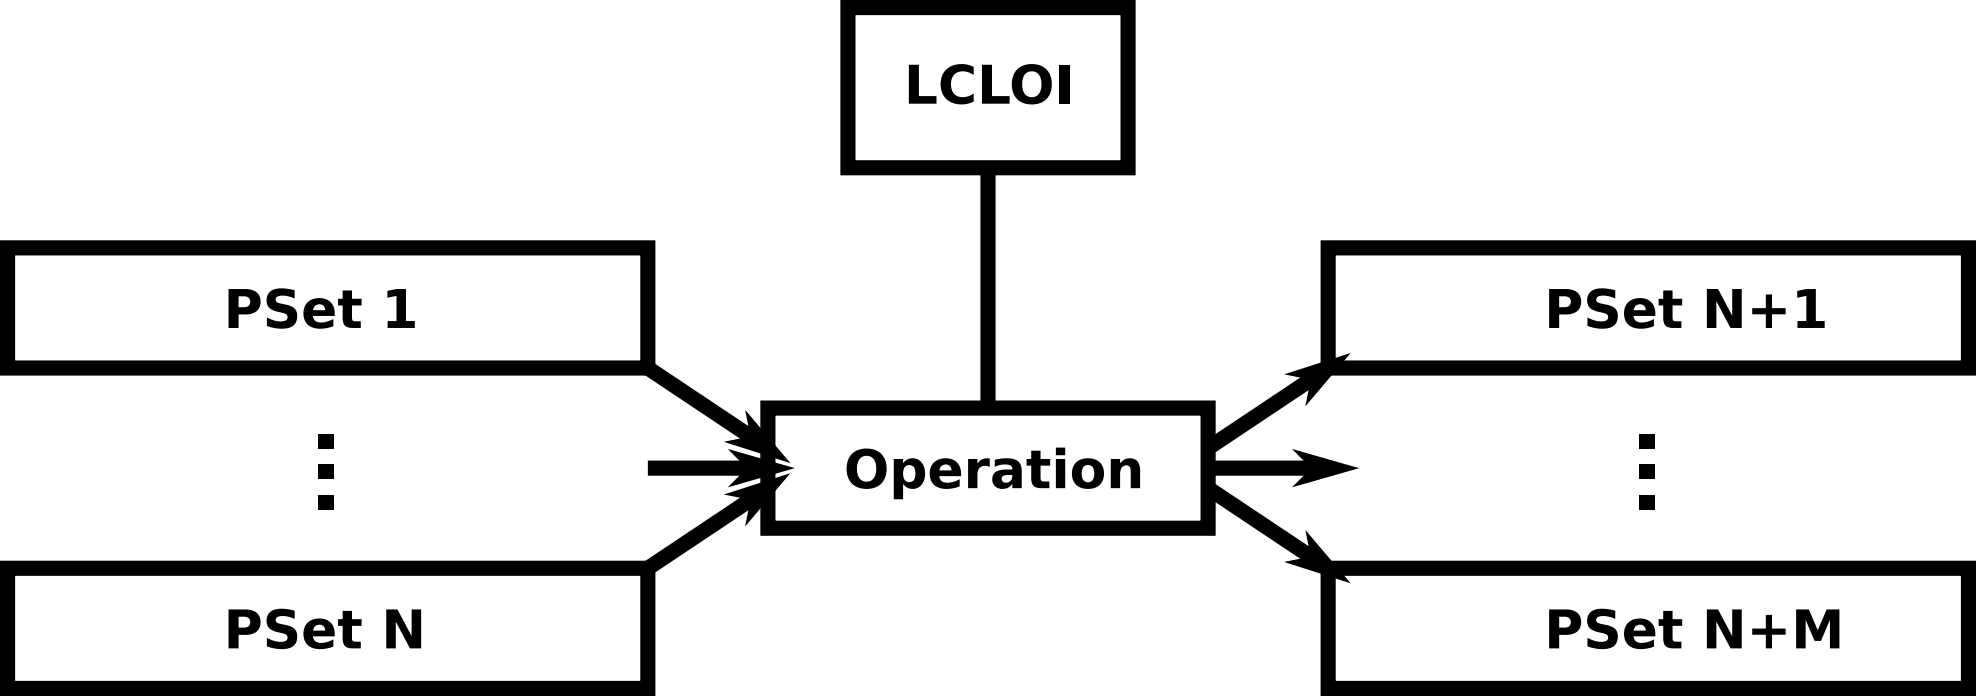 LCLOI
PSet 1
PSet N+1
Operation
PSet N
PSet N+M